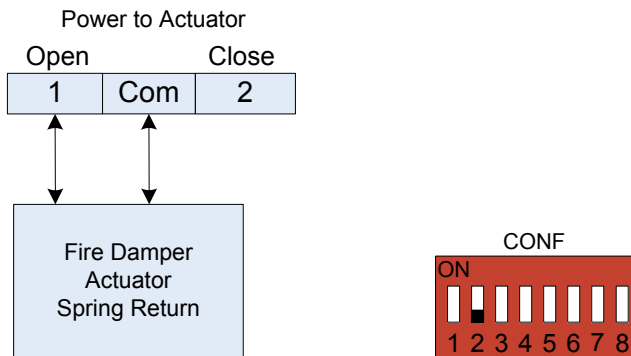 Power to Actuator
Open Close
1 Com 2
Fire Damper
Actuator
Spring Return
CONF
ON
1 2 3 4 5 6 7 8